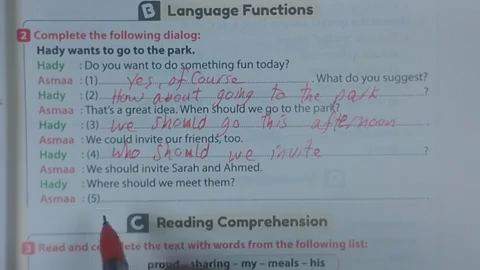 B Language Functions
2 Complete the following dialog:
Hady wants to go to the park.
Hady : Do you want to do something fun today?
Asmaa : (1) yes, of course . What do you suggest?
Hady : (2) How about going to the park ?
Asmaa : That's a great idea. When should we go to the park?
Hady : (3) we should go this afternoon .
Asmaa : We could invite our friends, too.
Hady : (4) who should we invite ?
Asmaa : We should invite Sarah and Ahmed.
Hady : Where should we meet them?
Asmaa : (5)
C Reading Comprehension
3 Read and complete the text with words from the following list:
proud – sharing – my – meals – his